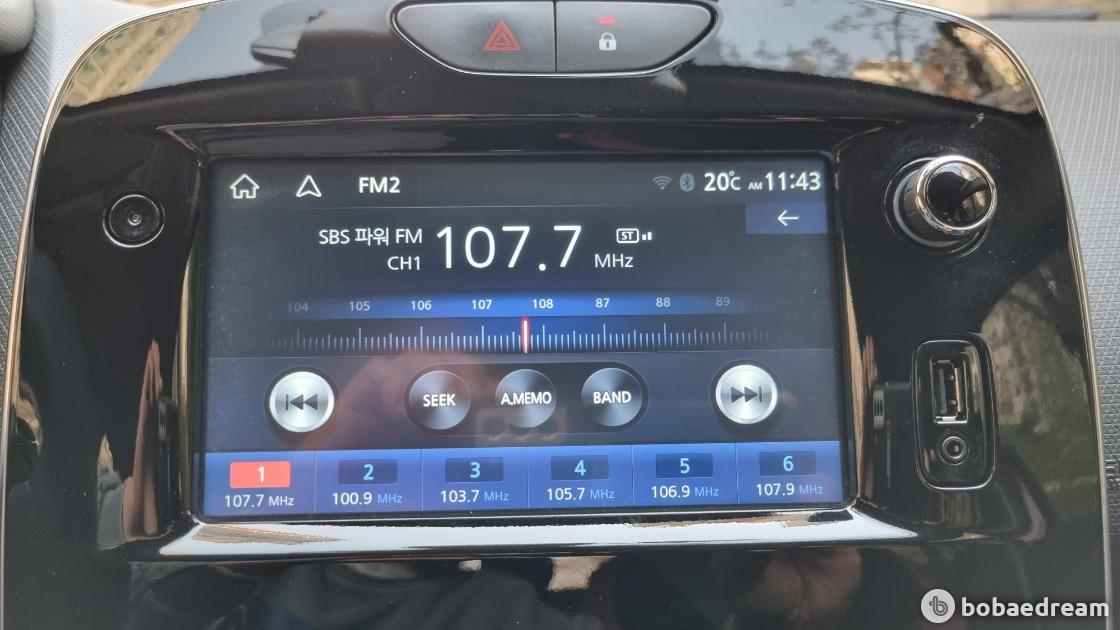 FM2
20℃ AM 11:43
SBS 파워 FM
CH1
107.7 MHz
ST
104 105 106 107 108 87 88 89
SEEK A.MEMO BAND
1 2 3 4 5 6
107.7 MHz 100.9 MHz 103.7 MHz 105.7 MHz 106.9 MHz 107.9 MHz
bobaedream